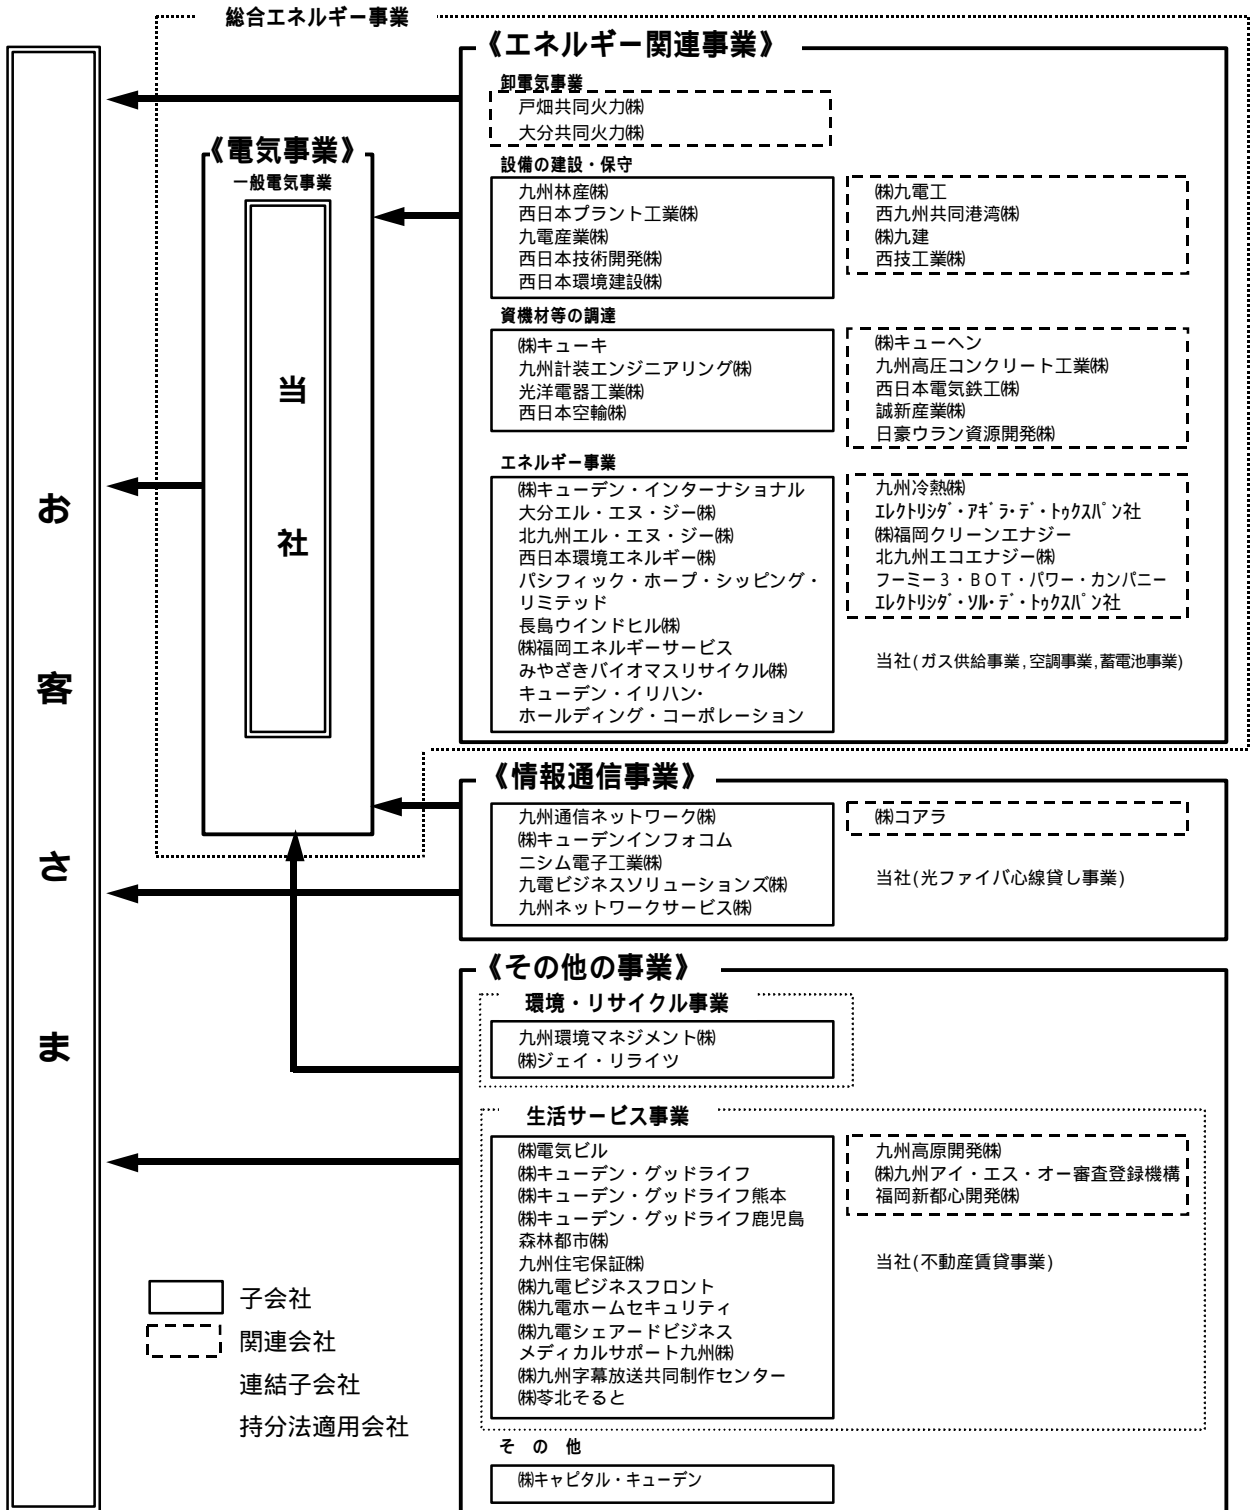 総合エネルギー事業
お客さま
《電気事業》
一般電気事業
当社
《エネルギー関連事業》
卸電気事業
戸畑共同火力㈱
大分共同火力㈱
設備の建設・保守
九州林産㈱
西日本プラント工業㈱
九電産業㈱
西日本技術開発㈱
西日本環境建設㈱
㈱九電工
西九州共同港湾㈱
㈱九建
西技工業㈱
資機材等の調達
㈱キューキ
九州計装エンジニアリング㈱
光洋電器工業㈱
西日本空輸㈱
㈱キューヘン
九州高圧コンクリート工業㈱
西日本電気鉄工㈱
誠新産業㈱
日豪ウラン資源開発㈱
エネルギー事業
㈱キューデン・インターナショナル
大分エル・エヌ・ジー㈱
北九州エル・エヌ・ジー㈱
西日本環境エネルギー㈱
パシフィック・ホープ・シッピング・
リミテッド
長島ウインドヒル㈱
㈱福岡エネルギーサービス
みやざきバイオマスリサイクル㈱
キューデン・イリハン・
ホールディング・コーポレーション
九州冷熱㈱
ｴﾚｸﾄﾘｼﾀﾞ・ｱｷﾞﾗ・ﾃﾞ・ﾄｩｸｽﾊﾟﾝ社
㈱福岡クリーンエナジー
北九州エコエナジー㈱
フーミー３・ＢＯＴ・パワー・カンパニー
ｴﾚｸﾄﾘｼﾀﾞ・ｿﾙ・ﾃﾞ・ﾄｩｸｽﾊﾟﾝ社
当社(ガス供給事業,空調事業,蓄電池事業)
《情報通信事業》
九州通信ネットワーク㈱
㈱キューデンインフォコム
ニシム電子工業㈱
九電ビジネスソリューションズ㈱
九州ネットワークサービス㈱
㈱コアラ
当社(光ファイバ心線貸し事業)
《その他の事業》
環境・リサイクル事業
九州環境マネジメント㈱
㈱ジェイ・リライツ
生活サービス事業
㈱電気ビル
㈱キューデン・グッドライフ
㈱キューデン・グッドライフ熊本
㈱キューデン・グッドライフ鹿児島
森林都市㈱
九州住宅保証㈱
㈱九電ビジネスフロント
㈱九電ホームセキュリティ
㈱九電シェアードビジネス
メディカルサポート九州㈱
㈱九州字幕放送共同制作センター
㈱苓北そると
九州高原開発㈱
㈱九州アイ・エス・オー審査登録機構
福岡新都心開発㈱
当社(不動産賃貸事業)
その他
㈱キャピタル・キューデン
子会社
関連会社
連結子会社
持分法適用会社